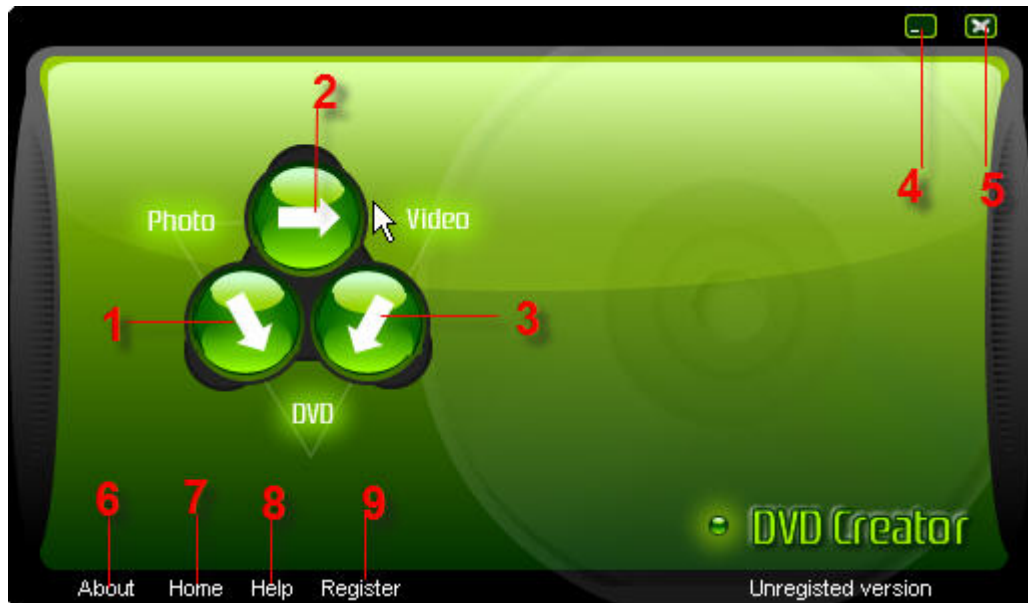 4
5
2
Photo
Video
1
3
DVD
6
7
8
9
DVD Creator
About
Home
Help
Register
Unregisted version